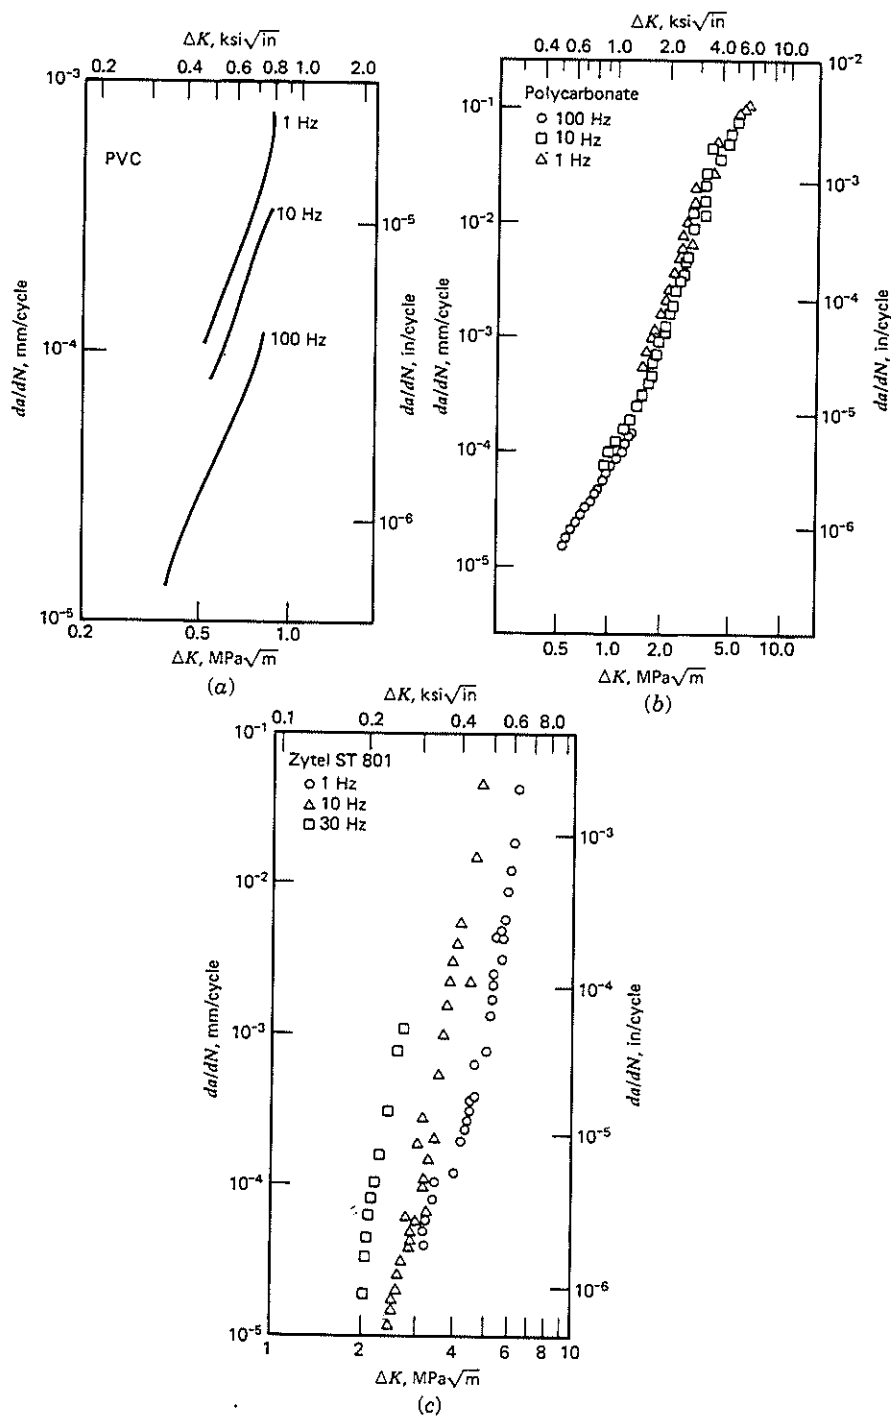 ΔK, ksi√in
0.2 0.4 0.6 0.8 1.0 2.0
10⁻³
0.2
1 Hz
PVC
10 Hz
10⁻⁵
100 Hz
10⁻⁴
da/dN, mm/cycle
da/dN, in/cycle
10⁻⁶
10⁻⁵
0.2 0.5 1.0
ΔK, MPa√m
(a)
ΔK, ksi√in
0.4 0.6 1.0 2.0 4.0 6.0 10.0
10⁻²
10⁻¹
Polycarbonate
100 Hz
10 Hz
1 Hz
10⁻³
10⁻²
10⁻⁴
10⁻³
da/dN, mm/cycle
da/dN, in/cycle
10⁻⁵
10⁻⁴
10⁻⁶
10⁻⁵
0.5 1.0 2.0 5.0 10.0
ΔK, MPa√m
(b)
ΔK, ksi√in
0.1 0.2 0.4 0.6 8.0
10⁻¹
Zytel ST 801
1 Hz
10 Hz
30 Hz
10⁻³
10⁻²
da/dN, mm/cycle
da/dN, in/cycle
10⁻⁴
10⁻³
10⁻⁵
10⁻⁴
10⁻⁶
10⁻⁵
1 2 4 6 8 10
ΔK, MPa√m
(c)